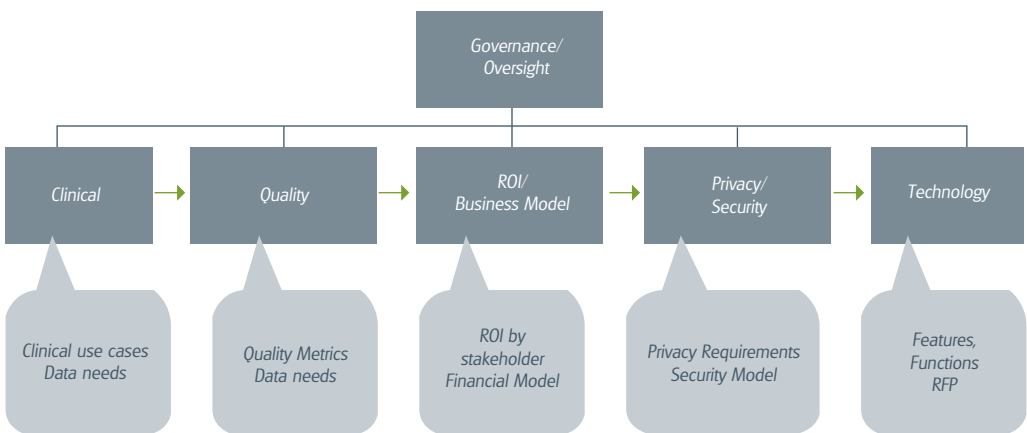 Governance/
Oversight
Clinical
Quality
ROI/
Business Model
Privacy/
Security
Technology
Clinical use cases
Data needs
Quality Metrics
Data needs
ROI by
stakeholder
Financial Model
Privacy Requirements
Security Model
Features,
Functions
RFP